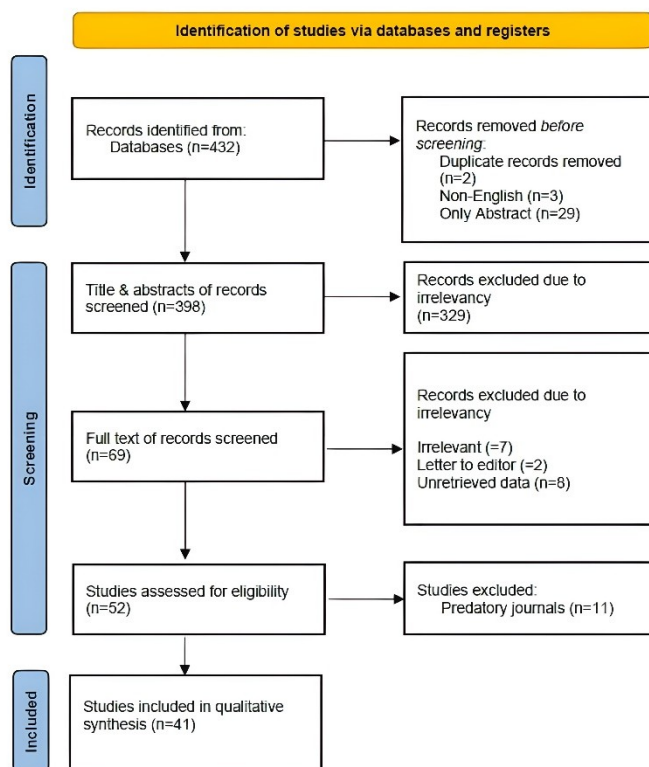 Identification of studies via databases and registers
Identification
Records identified from:
Databases (n=432)
Records removed before
screening:
Duplicate records removed
(n=2)
Non-English (n=3)
Only Abstract (n=29)
Screening
Title & abstracts of records
screened (n=398)
Records excluded due to
irrelevancy
(n=329)
Full text of records screened
(n=69)
Records excluded due to
irrelevancy
Irrelevant (=7)
Letter to editor (=2)
Unretrieved data (n=8)
Studies assessed for eligibility
(n=52)
Studies excluded:
Predatory journals (n=11)
Included
Studies included in qualitative
synthesis (n=41)